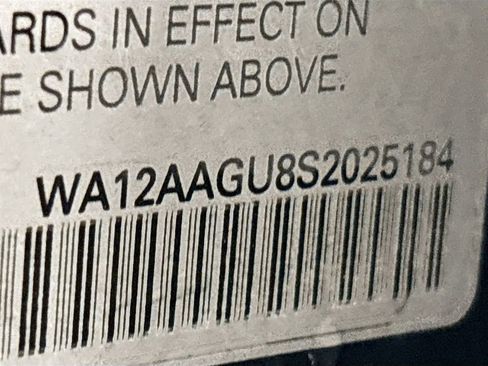 ARDS IN EFFECT ON
E SHOWN ABOVE.
WA12AAGU8S2025184